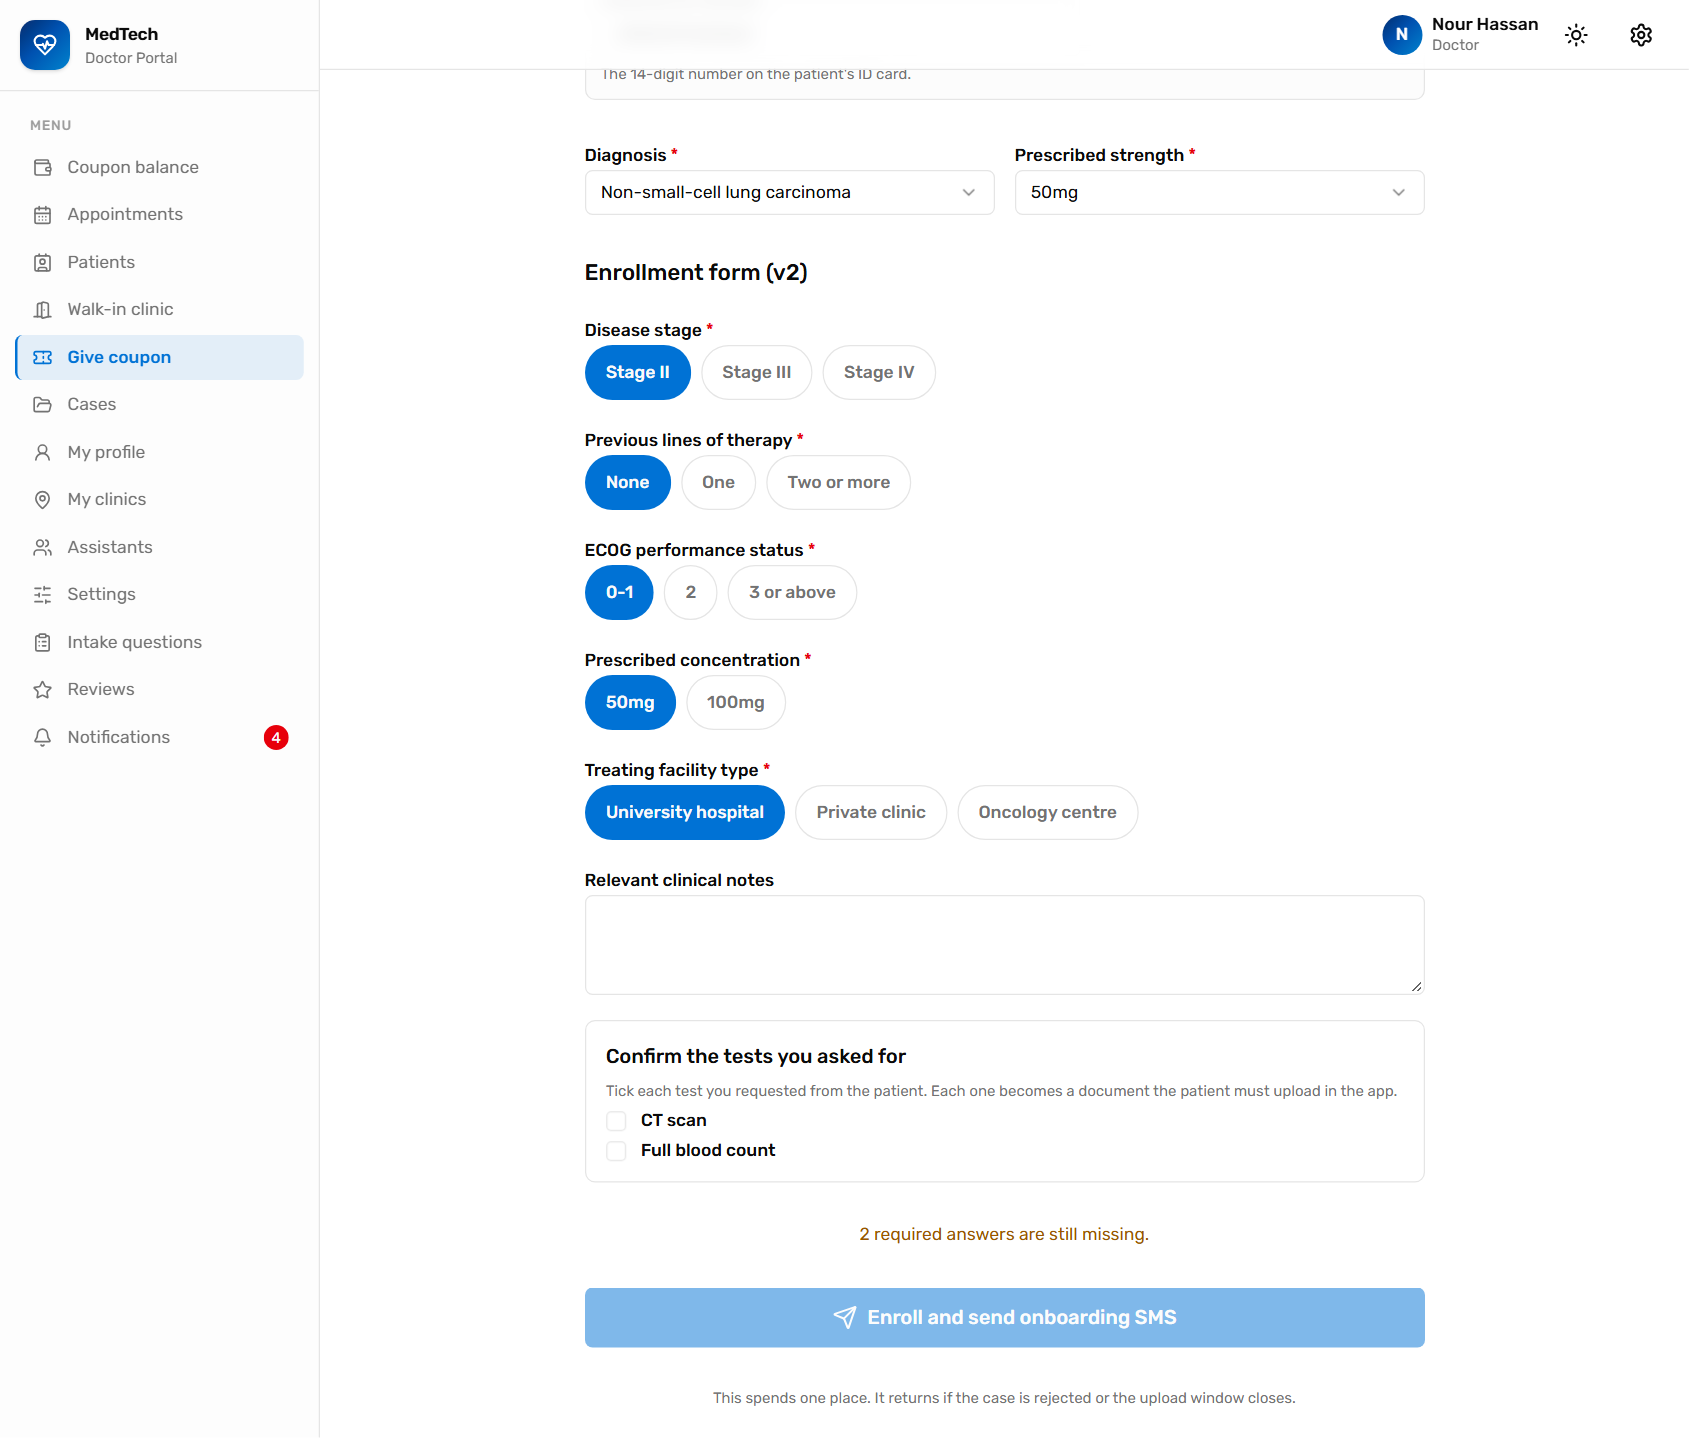 MedTech
Doctor Portal
MENU
Coupon balance
Appointments
Patients
Walk-in clinic
Give coupon
Cases
My profile
My clinics
Assistants
Settings
Intake questions
Reviews
Notifications
4
N
Nour Hassan
Doctor
The 14-digit number on the patient's ID card.
Diagnosis *
Non-small-cell lung carcinoma
Prescribed strength *
50mg
Enrollment form (v2)
Disease stage *
Stage II Stage III Stage IV
Previous lines of therapy *
None One Two or more
ECOG performance status *
0-1 2 3 or above
Prescribed concentration *
50mg 100mg
Treating facility type *
University hospital Private clinic Oncology centre
Relevant clinical notes
Confirm the tests you asked for
Tick each test you requested from the patient. Each one becomes a document the patient must upload in the app.
CT scan
Full blood count
2 required answers are still missing.
Enroll and send onboarding SMS
This spends one place. It returns if the case is rejected or the upload window closes.